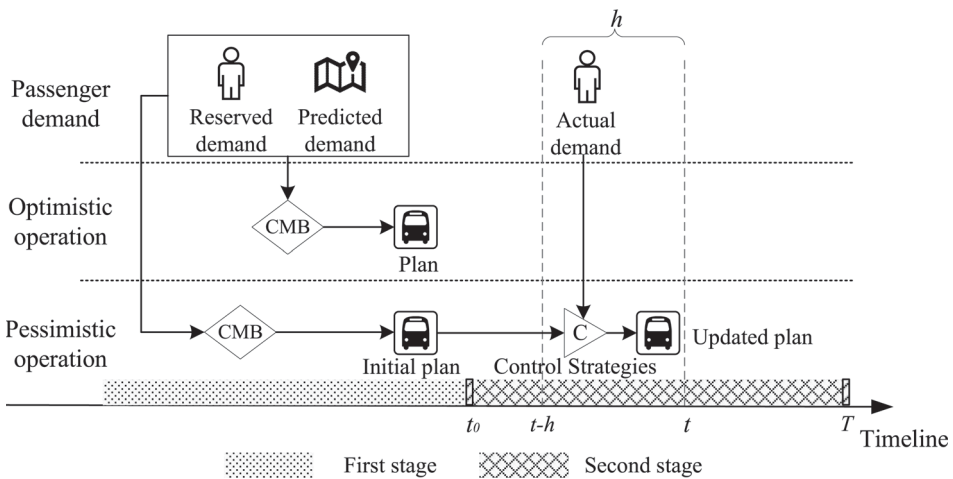 h
Passenger
demand
Reserved
demand
Predicted
demand
Actual
demand
Optimistic
operation
CMB
Plan
Pessimistic
operation
CMB
Initial plan
C
Control Strategies
Updated plan
t0
t-h
t
T
Timeline
First stage
Second stage